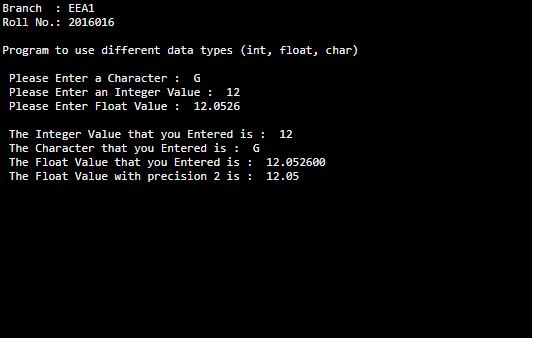 Branch  : EEA1
Roll No.: 2016016
Program to use different data types (int, float, char)
Please Enter a Character :  G
Please Enter an Integer Value :  12
Please Enter Float Value :  12.0526
The Integer Value that you Entered is :  12
The Character that you Entered is :  G
The Float Value that you Entered is :  12.052600
The Float Value with precision 2 is :  12.05